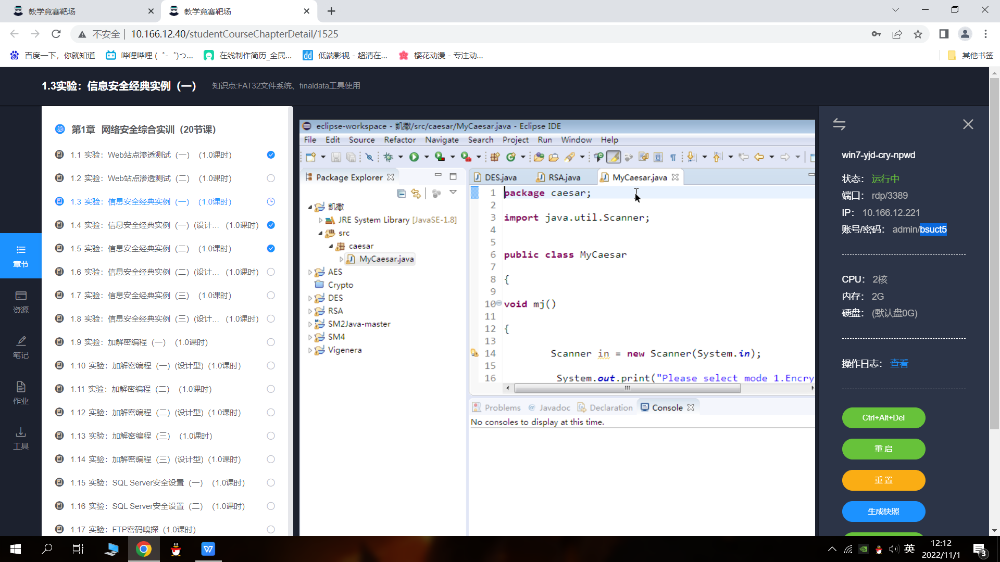 教学竞赛靶场
教学竞赛靶场
不安全
10.166.12.40/studentCourseChapterDetail/1525
百度一下，你就知道
哔哩哔哩 ( ゜- ゜)つ...
在线制作简历_全民...
低端影视 - 超清在...
樱花动漫 - 专注动...
其他书签
1.3实验：信息安全经典实例（一）
知识点:FAT32文件系统、finaldata工具使用
章节
资源
笔记
作业
工具
第1章 网络安全综合实训（20节课）
1.1 实验：Web站点渗透测试（一） (1.0课时)
1.2 实验：Web站点渗透测试（二） (1.0课时)
1.3 实验：信息安全经典实例（一） (1.0课时)
1.4 实验：信息安全经典实例（一）(设计... (1.0课时)
1.5 实验：信息安全经典实例（二） (1.0课时)
1.6 实验：信息安全经典实例（二）(设计... (1.0课时)
1.7 实验：信息安全经典实例（三） (1.0课时)
1.8 实验：信息安全经典实例（三）(设计... (1.0课时)
1.9 实验：加解密编程（一） (1.0课时)
1.10 实验：加解密编程（一）(设计型) (1.0课时)
1.11 实验：加解密编程（二） (1.0课时)
1.12 实验：加解密编程（二）(设计型) (1.0课时)
1.13 实验：加解密编程（三） (1.0课时)
1.14 实验：加解密编程（三）(设计型) (1.0课时)
1.15 实验：SQL Server安全设置（一） (1.0课时)
1.16 实验：SQL Server安全设置（二） (1.0课时)
1.17 实验：FTP密码嗅探 (1.0课时)
eclipse-workspace - 凯撒/src/caesar/MyCaesar.java - Eclipse IDE
File Edit Source Refactor Navigate Search Project Run Window Help
Package Explorer
凯撒
JRE System Library [JavaSE-1.8]
src
caesar
MyCaesar.java
AES
Crypto
DES
RSA
SM2Java-master
SM4
Vigenera
DES.java
RSA.java
MyCaesar.java
1 package caesar;
2
3 import java.util.Scanner;
4
5
6 public class MyCaesar
7
8 {
9
10 void mj()
11
12 {
13
14 Scanner in = new Scanner(System.in);
15
16 System.out.print("Please select mode 1.Encry
Problems
Javadoc
Declaration
Console
No consoles to display at this time.
win7-yjd-cry-npwd
状态： 运行中
端口： rdp/3389
IP： 10.166.12.221
账号/密码： admin/bsuct5
CPU： 2核
内存： 2G
硬盘： (默认盘0G)
操作日志： 查看
Ctrl+Alt+Del
重 启
重 置
生成快照
英
12:12
2022/11/1
3